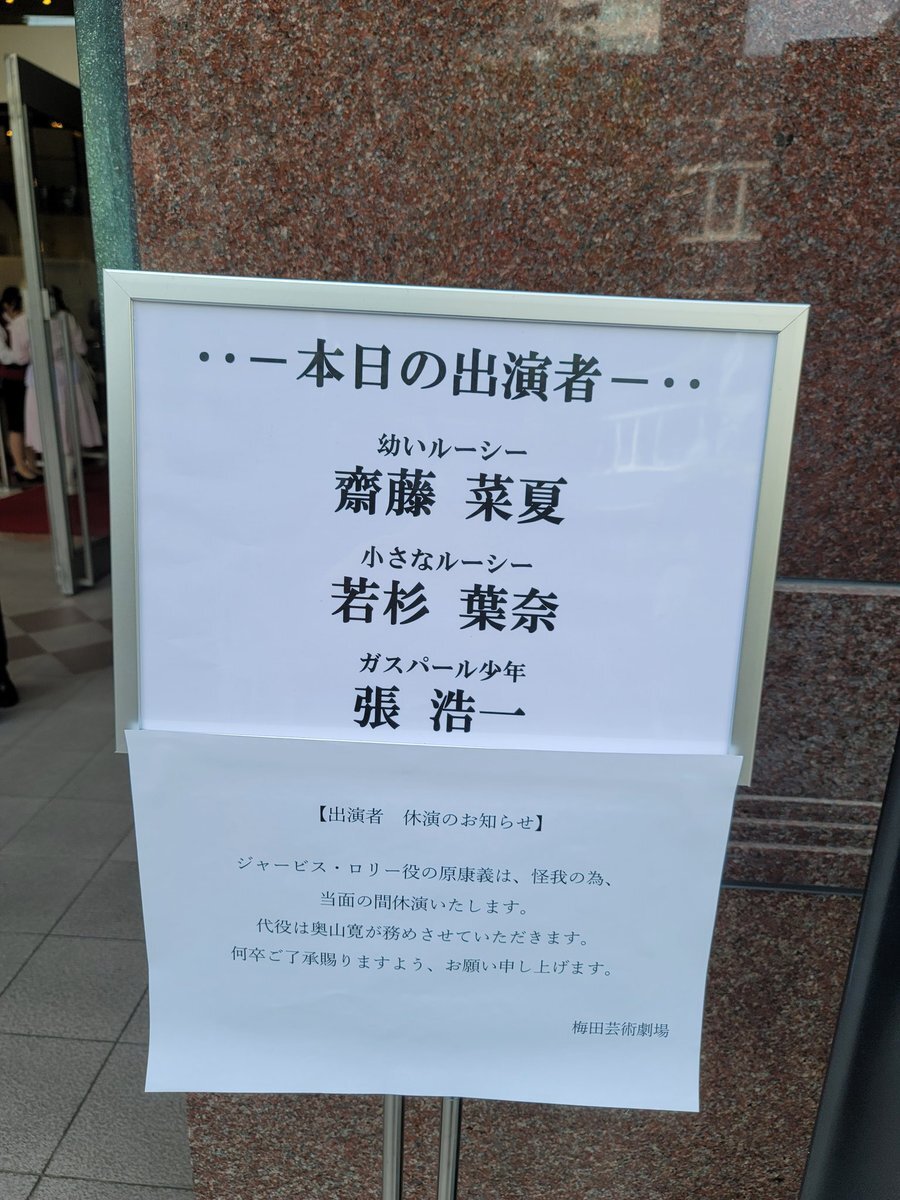 ・・－本日の出演者－・・
幼いルーシー
齋藤 菜夏
小さなルーシー
若杉 葉奈
ガスパール少年
張 浩一
【出演者　休演のお知らせ】
ジャービス・ロリー役の原康義は、怪我の為、
当面の間休演いたします。
代役は奥山寛が務めさせていただきます。
何卒ご了承賜りますよう、お願い申し上げます。
梅田芸術劇場